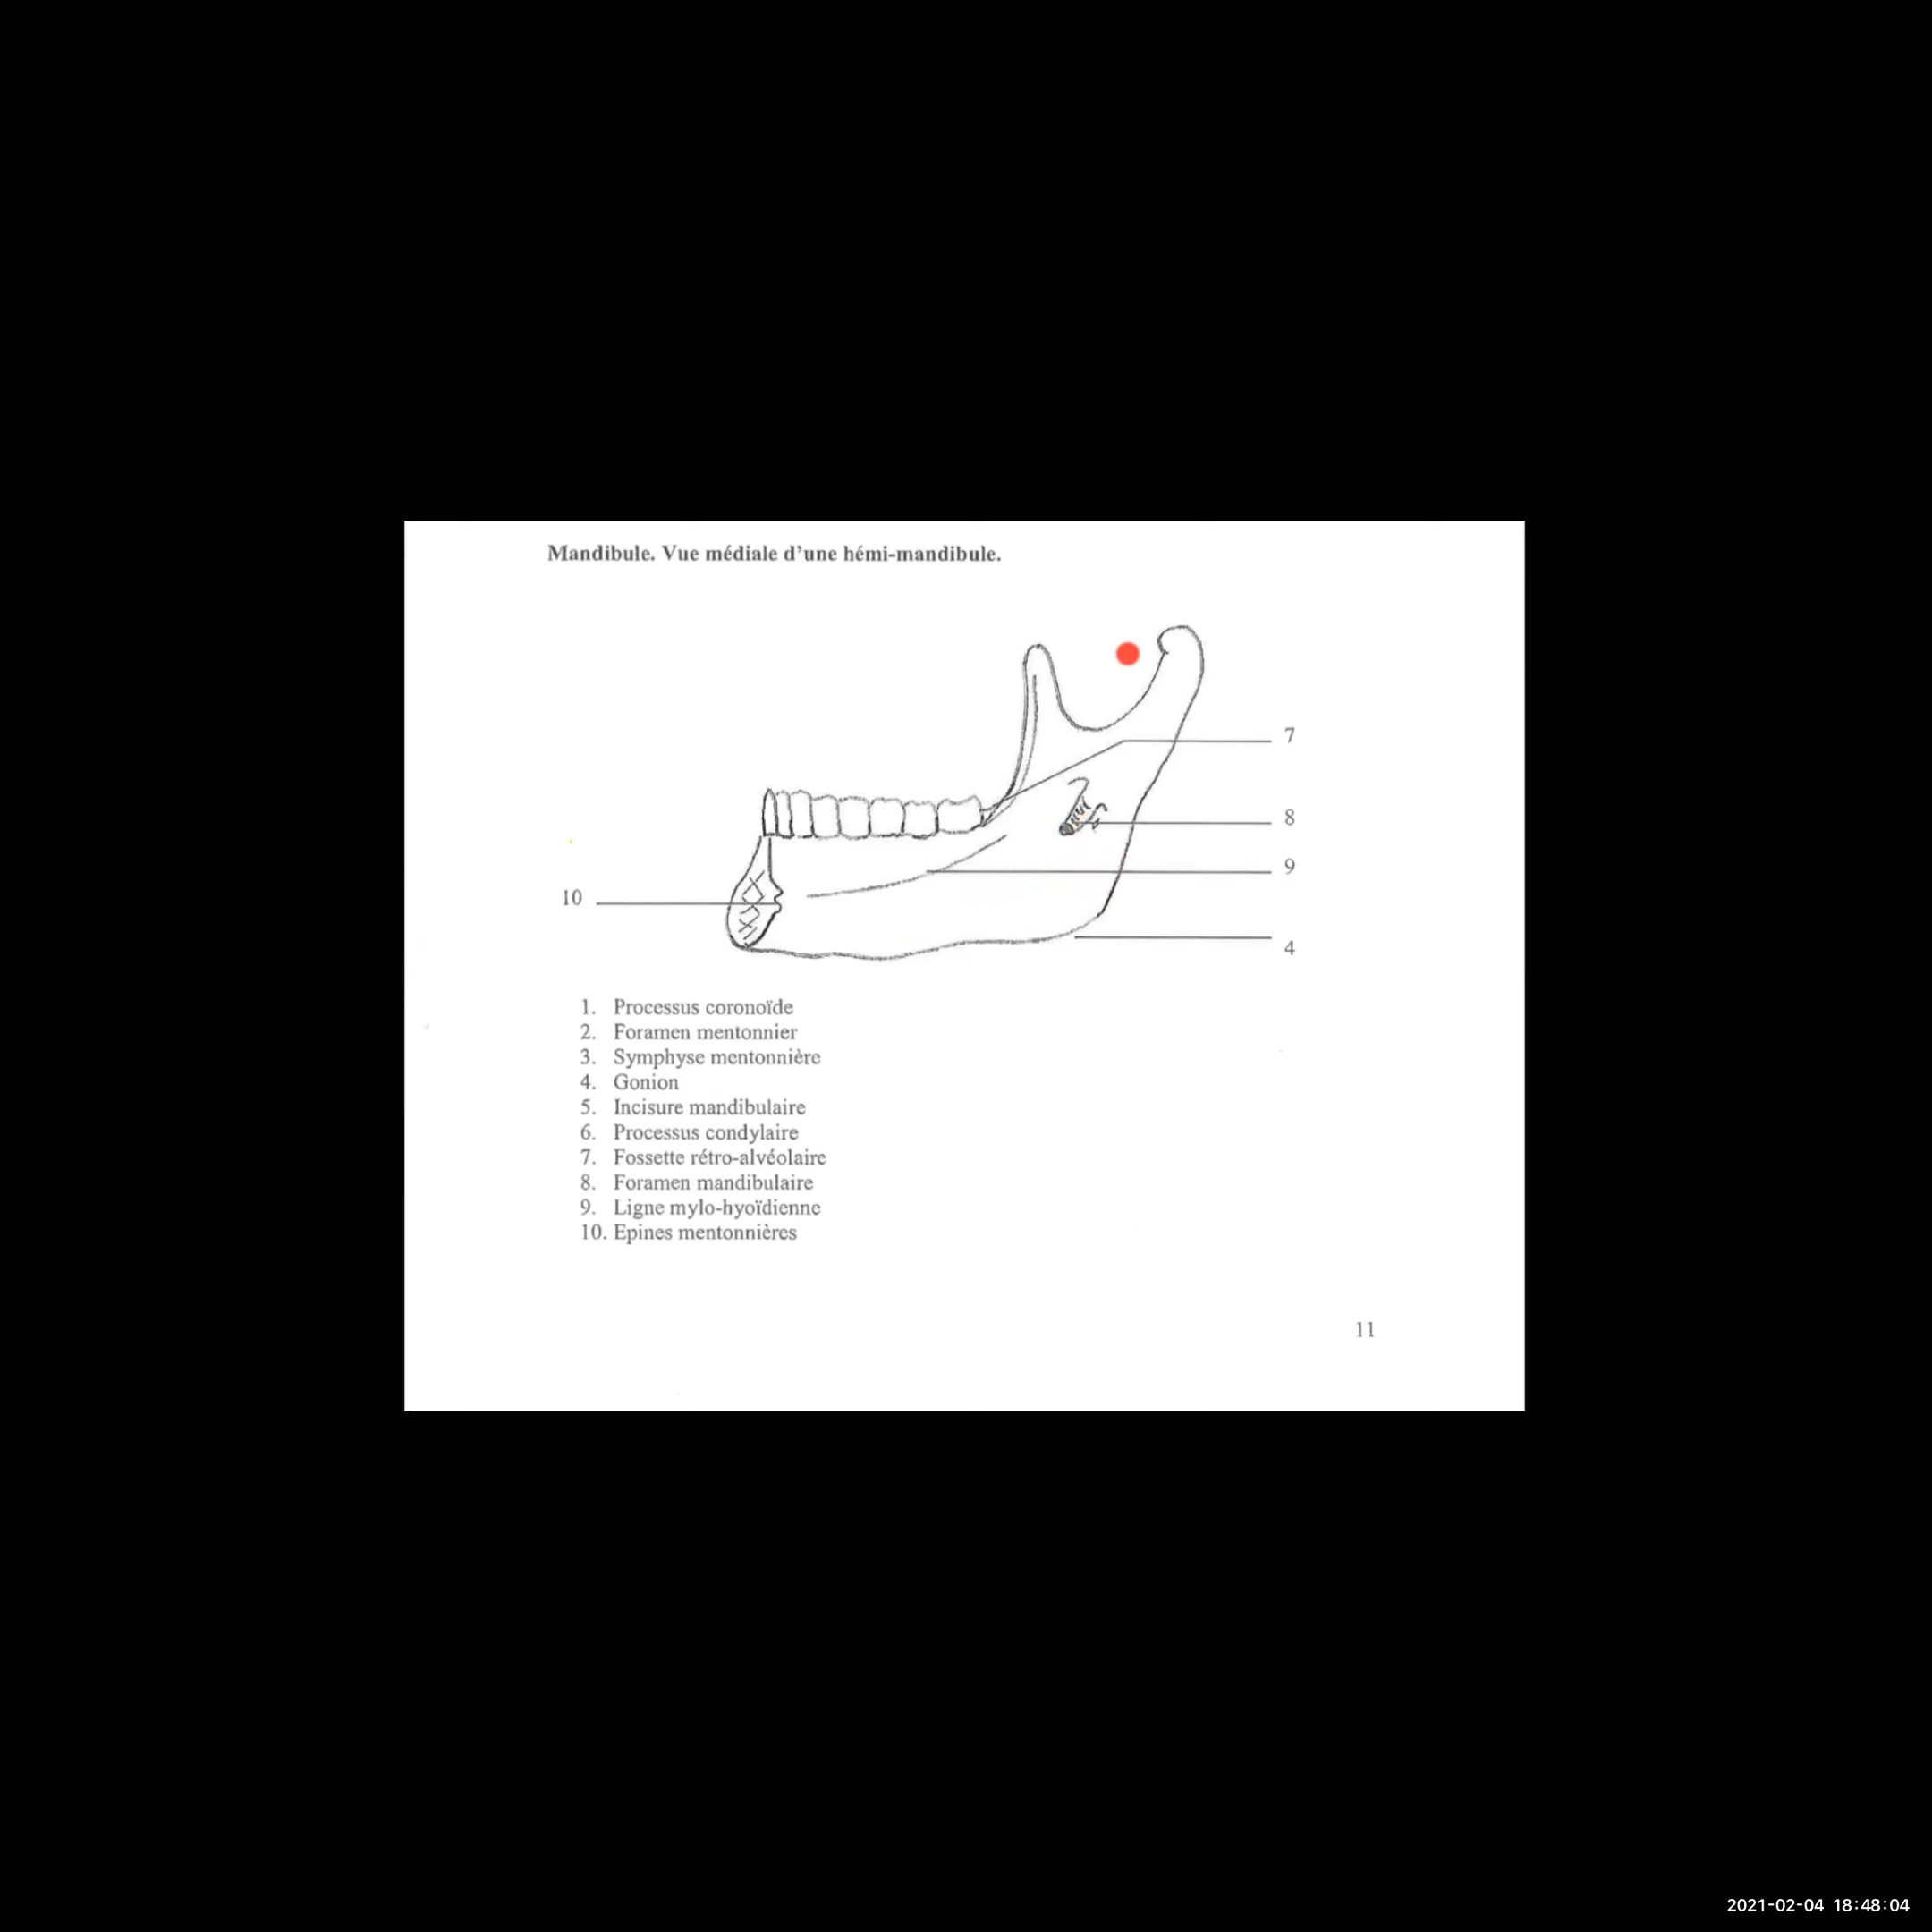 Mandibule. Vue médiale d'une hémi-mandibule.
7
8
9
10
4
1. Processus coronoïde
2. Foramen mentonnier
3. Symphyse mentonnière
4. Gonion
5. Incisure mandibulaire
6. Processus condylaire
7. Fossette rétro-alvéolaire
8. Foramen mandibulaire
9. Ligne mylo-hyoïdienne
10. Epines mentonnières
11
2021-02-04 18:48:04